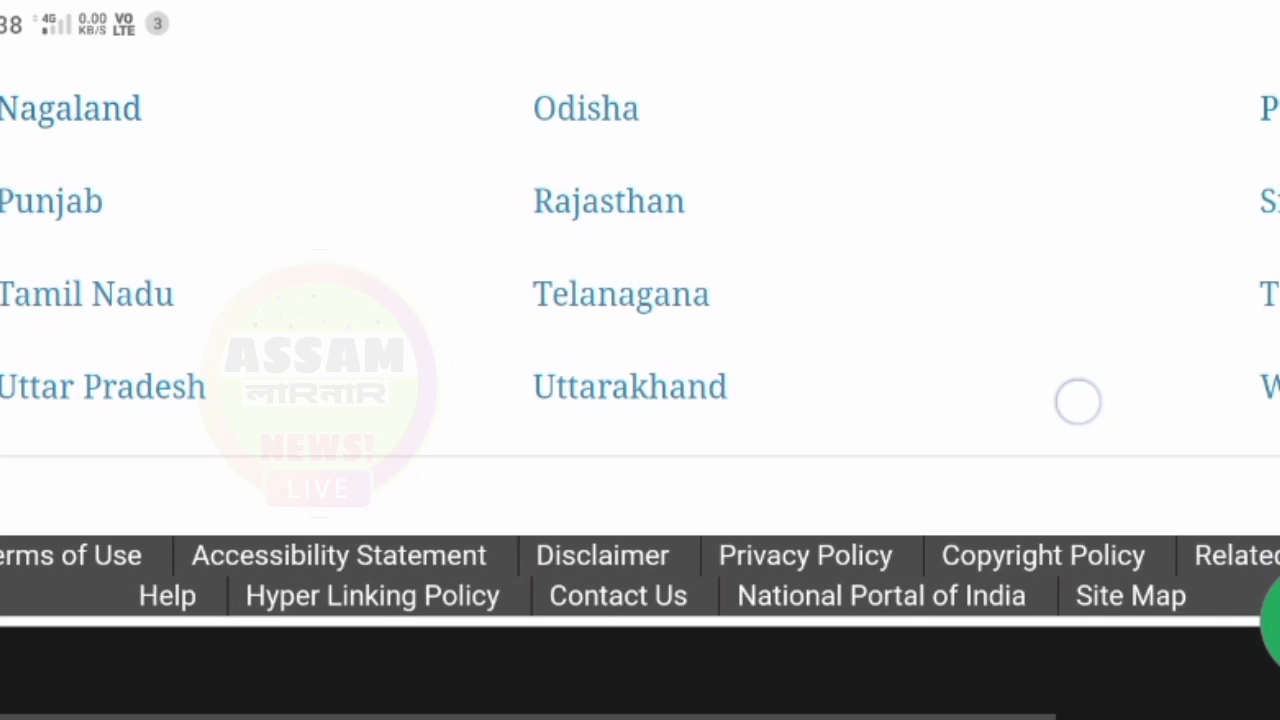 38 4G 0.00 KB/S VO LTE 3
Nagaland Odisha P
Punjab Rajasthan
Tamil Nadu Telanagana T
ASSAM
Uttar Pradesh Uttarakhand W
লাৰিনাৰি
NEWS!
LIVE
erms of Use Accessibility Statement Disclaimer Privacy Policy Copyright Policy Related
Help Hyper Linking Policy Contact Us National Portal of India Site Map